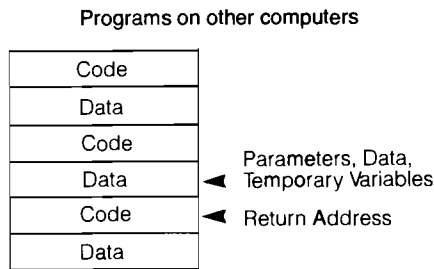 Programs on other computers
Code
Data
Code
Data
Parameters, Data,
Temporary Variables
Code
Return Address
Data